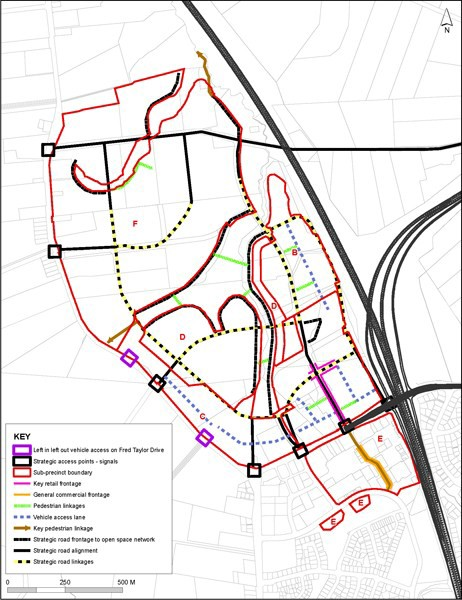 N
F
B
D
D
C
E
E
E
KEY
Left in left out vehicle access on Fred Taylor Drive
Strategic access points - signals
Sub-precinct boundary
Key retail frontage
General commercial frontage
Pedestrian linkages
Vehicle access lane
Key pedestrian linkage
Strategic road frontage to open space network
Strategic road alignment
Strategic road linkages
0 250 500 M